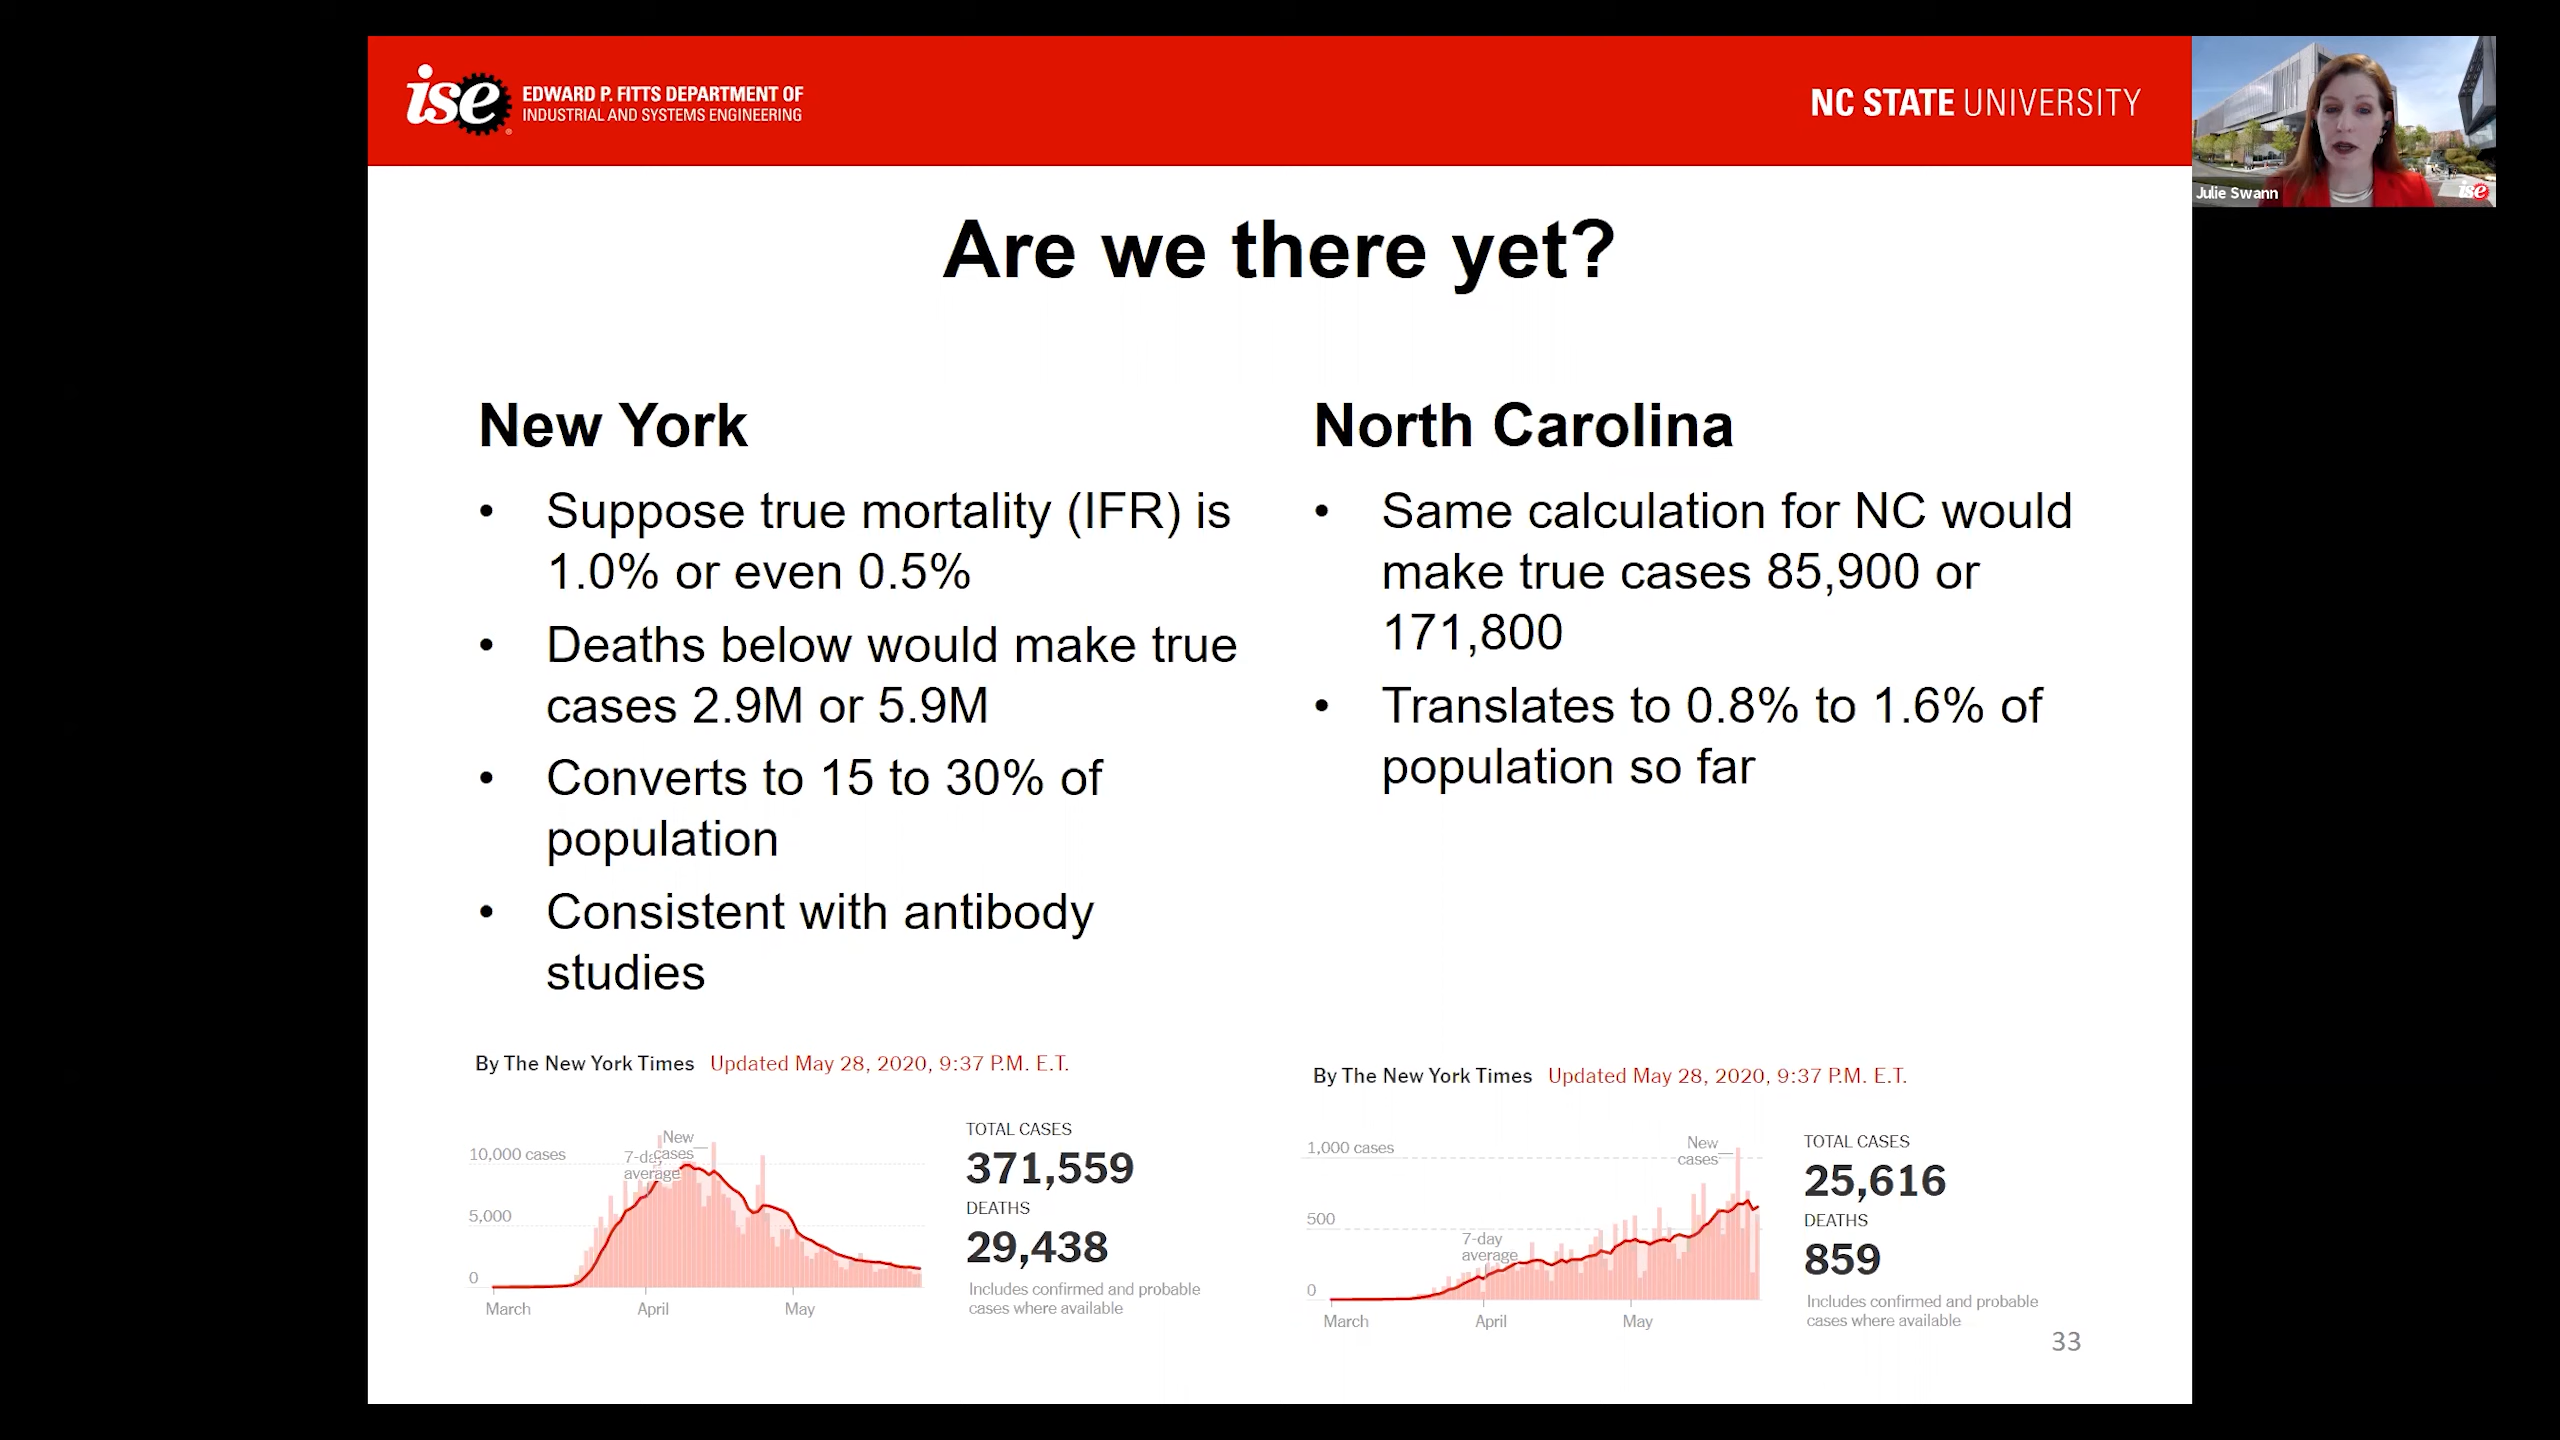 ise EDWARD P. FITTS DEPARTMENT OF
INDUSTRIAL AND SYSTEMS ENGINEERING
NC STATE UNIVERSITY
Julie Swann
ise
Are we there yet?
New York
• Suppose true mortality (IFR) is
1.0% or even 0.5%
• Deaths below would make true
cases 2.9M or 5.9M
• Converts to 15 to 30% of
population
• Consistent with antibody
studies
By The New York Times Updated May 28, 2020, 9:37 P.M. E.T.
10,000 cases
5,000
0
7-day
average
New
cases
March
April
May
TOTAL CASES
371,559
DEATHS
29,438
Includes confirmed and probable
cases where available
North Carolina
• Same calculation for NC would
make true cases 85,900 or
171,800
• Translates to 0.8% to 1.6% of
population so far
By The New York Times Updated May 28, 2020, 9:37 P.M. E.T.
1,000 cases
500
0
7-day
average
New
cases
March
April
May
TOTAL CASES
25,616
DEATHS
859
Includes confirmed and probable
cases where available
33